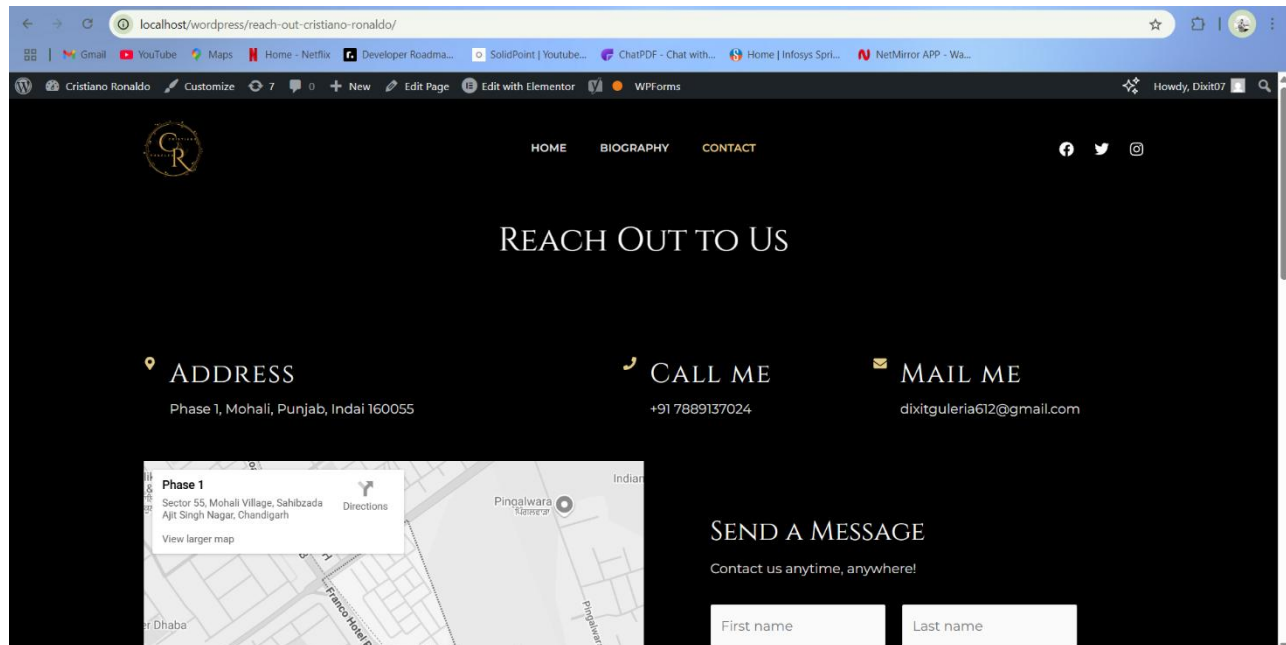 localhost/wordpress/reach-out-cristiano-ronaldo/
Gmail YouTube Maps Home - Netflix Developer Roadma... SolidPoint | Youtube... ChatPDF - Chat with... Home | Infosys Spri... NetMirror APP - Wa...
Cristiano Ronaldo Customize 7 0 + New Edit Page Edit with Elementor WPForms Howdy, Dixit07
CR
HOME BIOGRAPHY CONTACT
Reach Out to Us
Address
Phase 1, Mohali, Punjab, Indai 160055
Call me
+91 7889137024
Mail me
dixitguleria612@gmail.com
Phase 1
Sector 55, Mohali Village, Sahibzada
Ajit Singh Nagar, Chandigarh
Directions
View larger map
Pingalwara
ਪਿੰਗਲਵਾੜਾ
Indian
Franco Hotel
Pingalwar
er Dhaba
Send a Message
Contact us anytime, anywhere!
First name
Last name